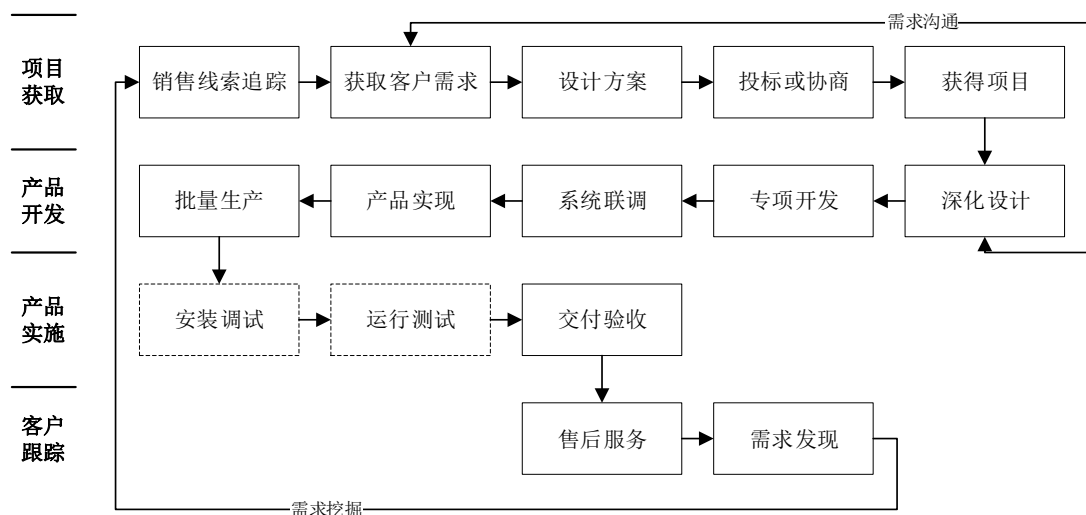 需求沟通
项目
获取
销售线索追踪
获取客户需求
设计方案
投标或协商
获得项目
产品
开发
批量生产
产品实现
系统联调
专项开发
深化设计
产品
实施
安装调试
运行测试
交付验收
客户
跟踪
售后服务
需求发现
需求挖掘